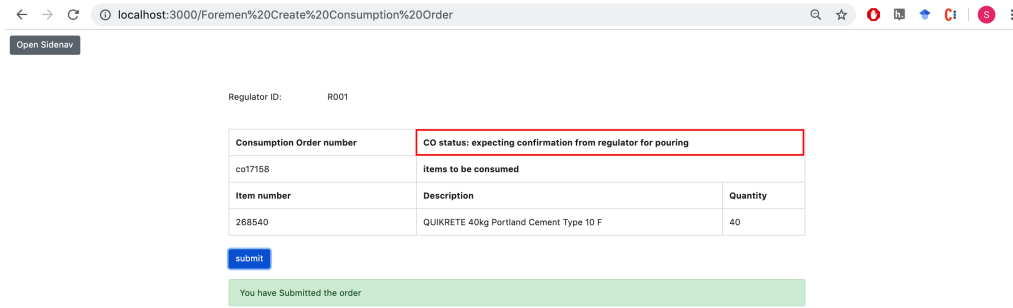 localhost:3000/Foremen%20Create%20Consumption%20Order
Open Sidenav
Regulator ID: R001
Consumption Order number CO status: expecting confirmation from regulator for pouring
co17158 items to be consumed
Item number Description Quantity
268540 QUIKRETE 40kg Portland Cement Type 10 F 40
submit
You have Submitted the order